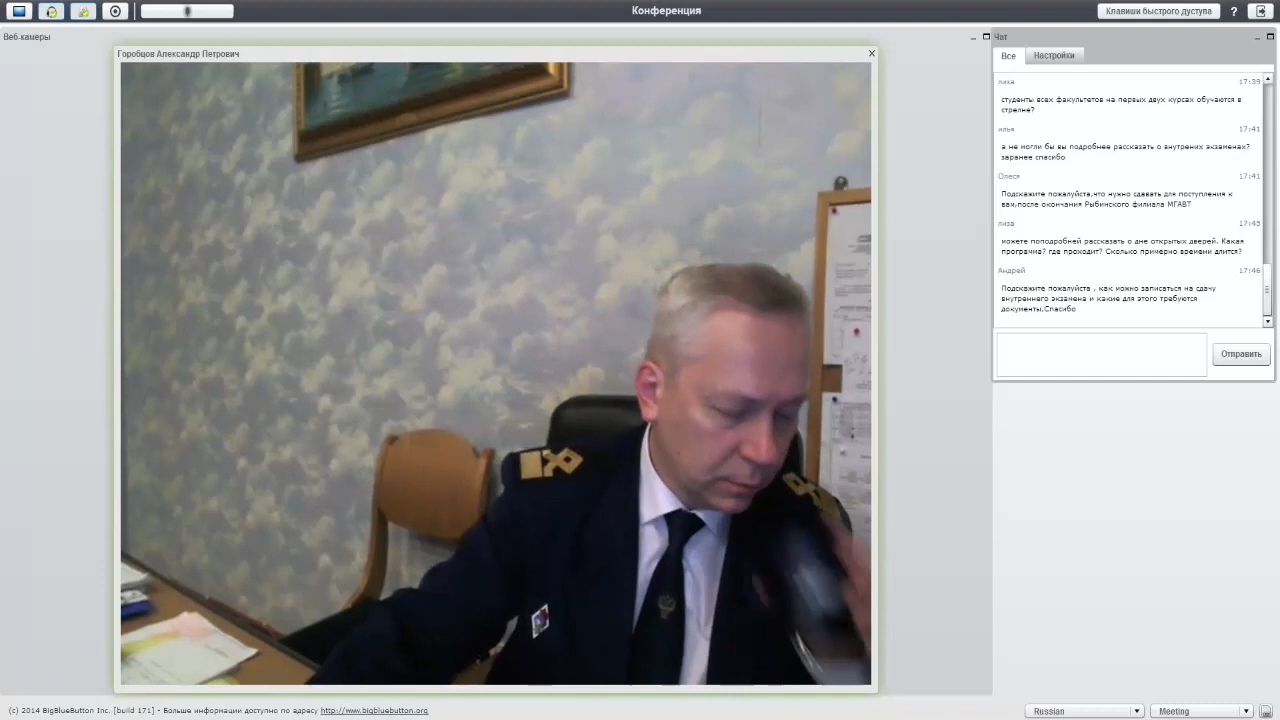 Конференция
Клавиши быстрого доступа
?
Веб-камеры
Горобцов Александр Петрович
X
Чат
Все
Настройки
лиза 17:39
студенты всех факультетов на первых двух курсах обучаются в
стрелне?
илья 17:41
а не могли бы вы подробнее рассказать о внутрених экзаменах?
заранее спасибо
Олеся 17:41
Подскажите пожалуйста,что нужно сдавать для поступления к
вам,после окончания Рыбинского филиала МГАВТ
лиза 17:45
можете поподробней рассказать о дне открытых дверей. Какая
программа? где проходит? Сколько примерно времени длится?
Андрей 17:46
Подскажите пожалуйста , как можно записаться на сдачу
внутреннего экзамена и какие для этого требуются
документы.Спасибо
Отправить
(c) 2014 BigBlueButton Inc. [build 171] - Больше информации доступно по адресу http://www.bigbluebutton.org
Russian
Meeting